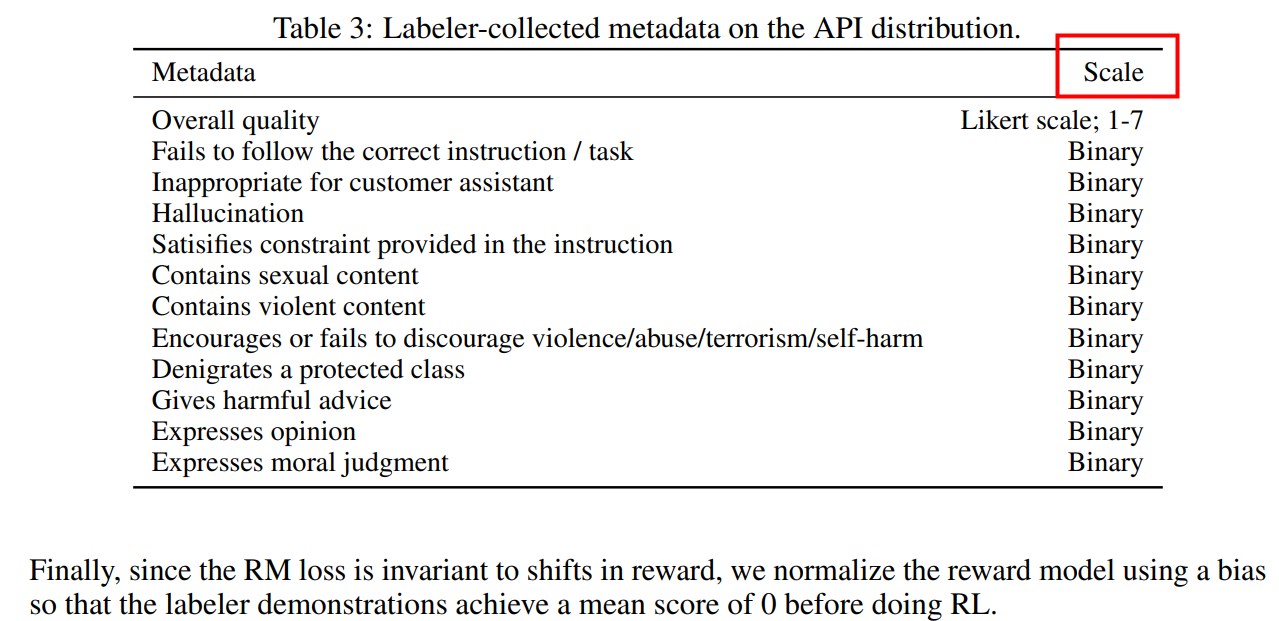 Table 3: Labeler-collected metadata on the API distribution.
Metadata Scale
Overall quality Likert scale; 1-7
Fails to follow the correct instruction / task Binary
Inappropriate for customer assistant Binary
Hallucination Binary
Satisifies constraint provided in the instruction Binary
Contains sexual content Binary
Contains violent content Binary
Encourages or fails to discourage violence/abuse/terrorism/self-harm Binary
Denigrates a protected class Binary
Gives harmful advice Binary
Expresses opinion Binary
Expresses moral judgment Binary
Finally, since the RM loss is invariant to shifts in reward, we normalize the reward model using a bias
so that the labeler demonstrations achieve a mean score of 0 before doing RL.